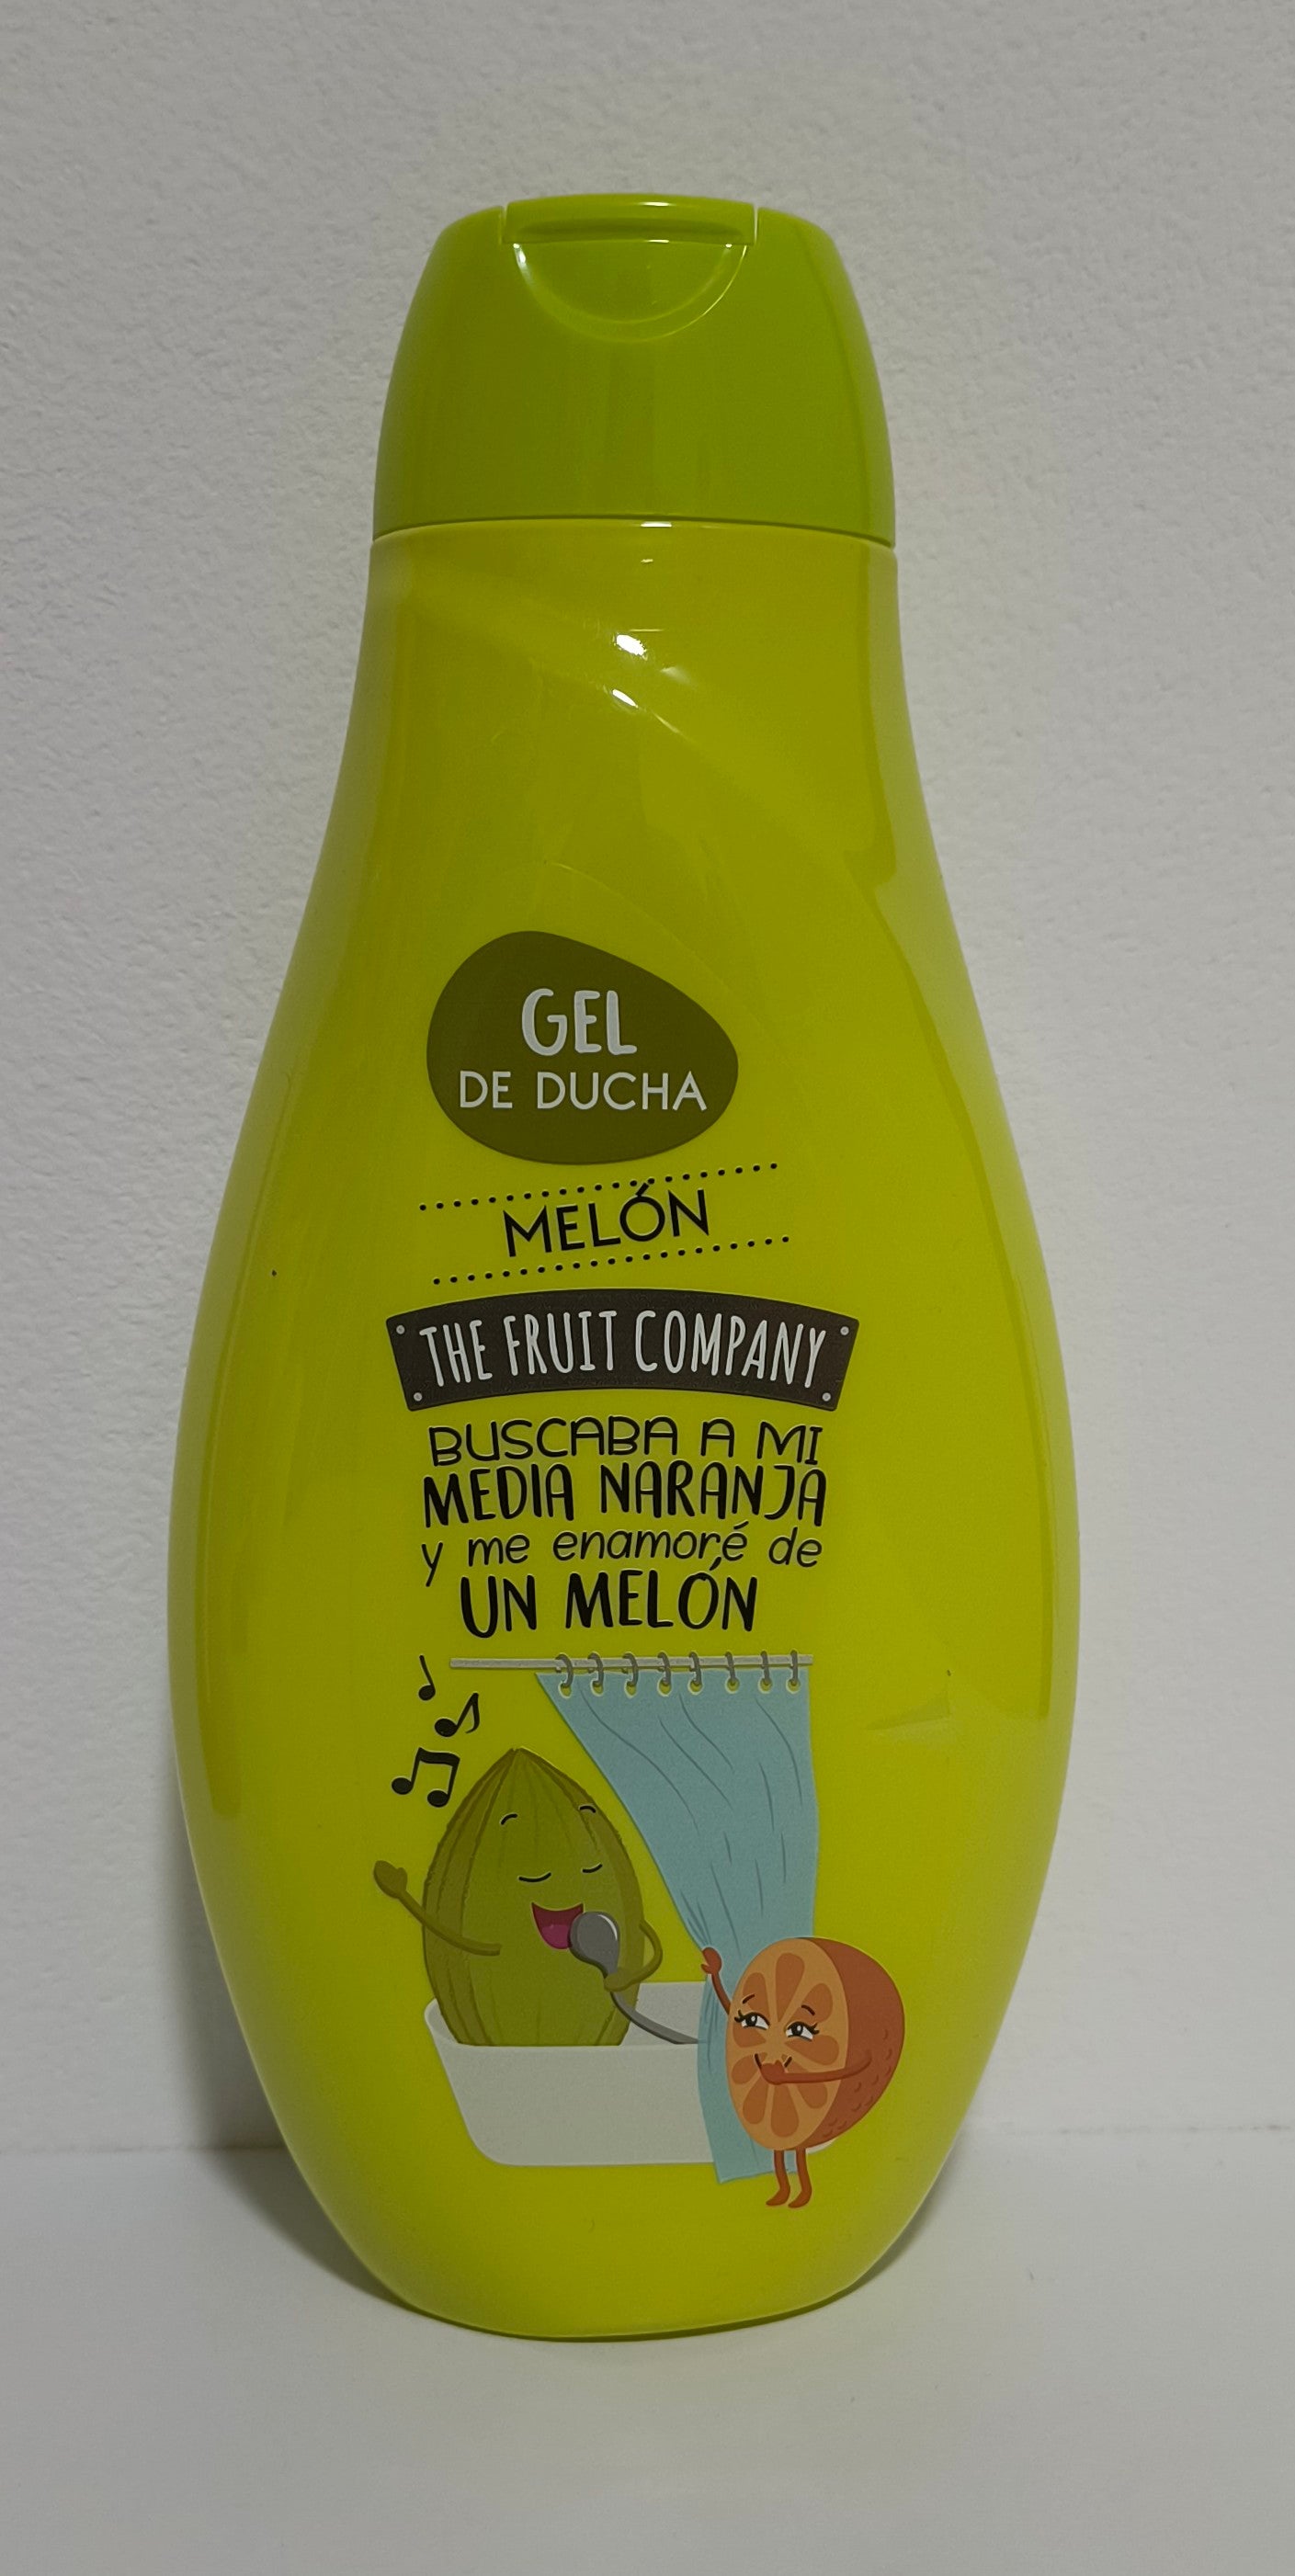 GEL
DE DUCHA
MELÓN
THE FRUIT COMPANY
BUSCABA A MI
MEDIA NARANJA
y me enamoré de
UN MELÓN